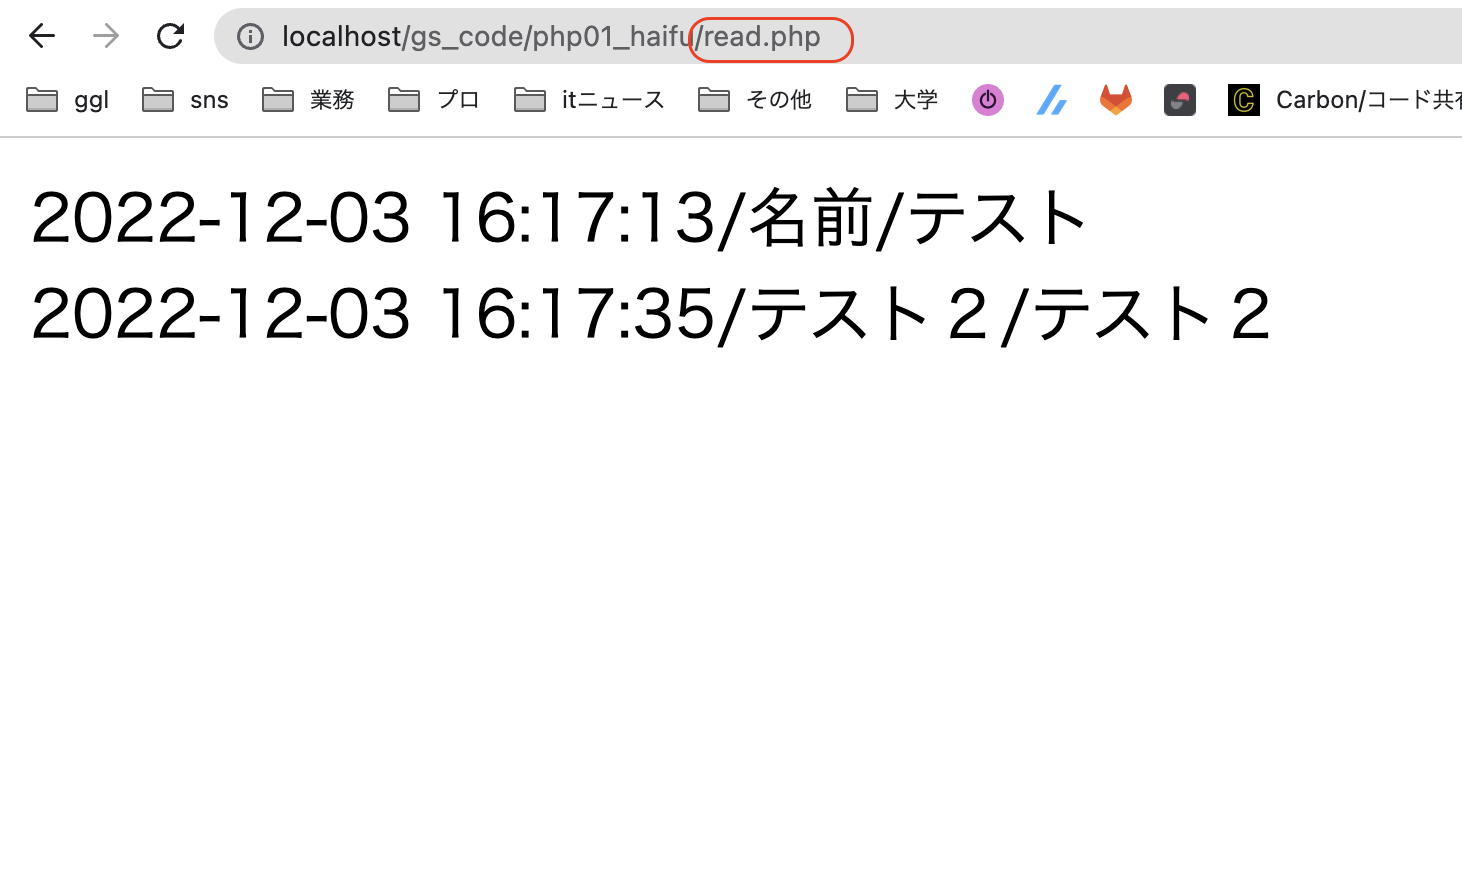 localhost/gs_code/php01_haifu/read.php
ggl sns 業務 プロ itニュース その他 大学 Carbon/コード共有
2022-12-03 16:17:13/名前/テスト
2022-12-03 16:17:35/テスト２/テスト２